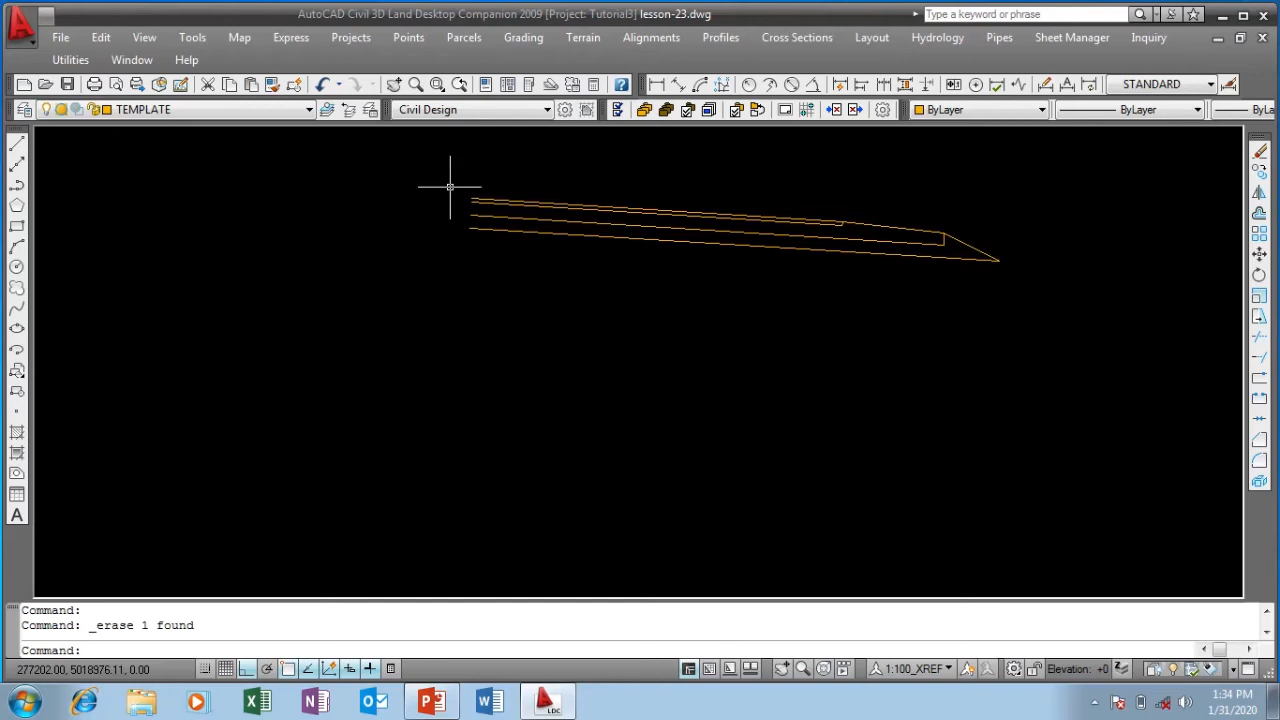 AutoCAD Civil 3D Land Desktop Companion 2009 [Project: Tutorial3] lesson-23.dwg
Type a keyword or phrase
File Edit View Tools Map Express Projects Points Parcels Grading Terrain Alignments Profiles Cross Sections Layout Hydrology Pipes Sheet Manager Inquiry
Utilities Window Help
STANDARD
TEMPLATE Civil Design ByLayer ByLayer ByLa
A
Command:
Command: _erase 1 found
Command:
277202.00, 5018976.11, 0.00 1:100_XREF Elevation: +0
LDC
1:34 PM
1/31/2020